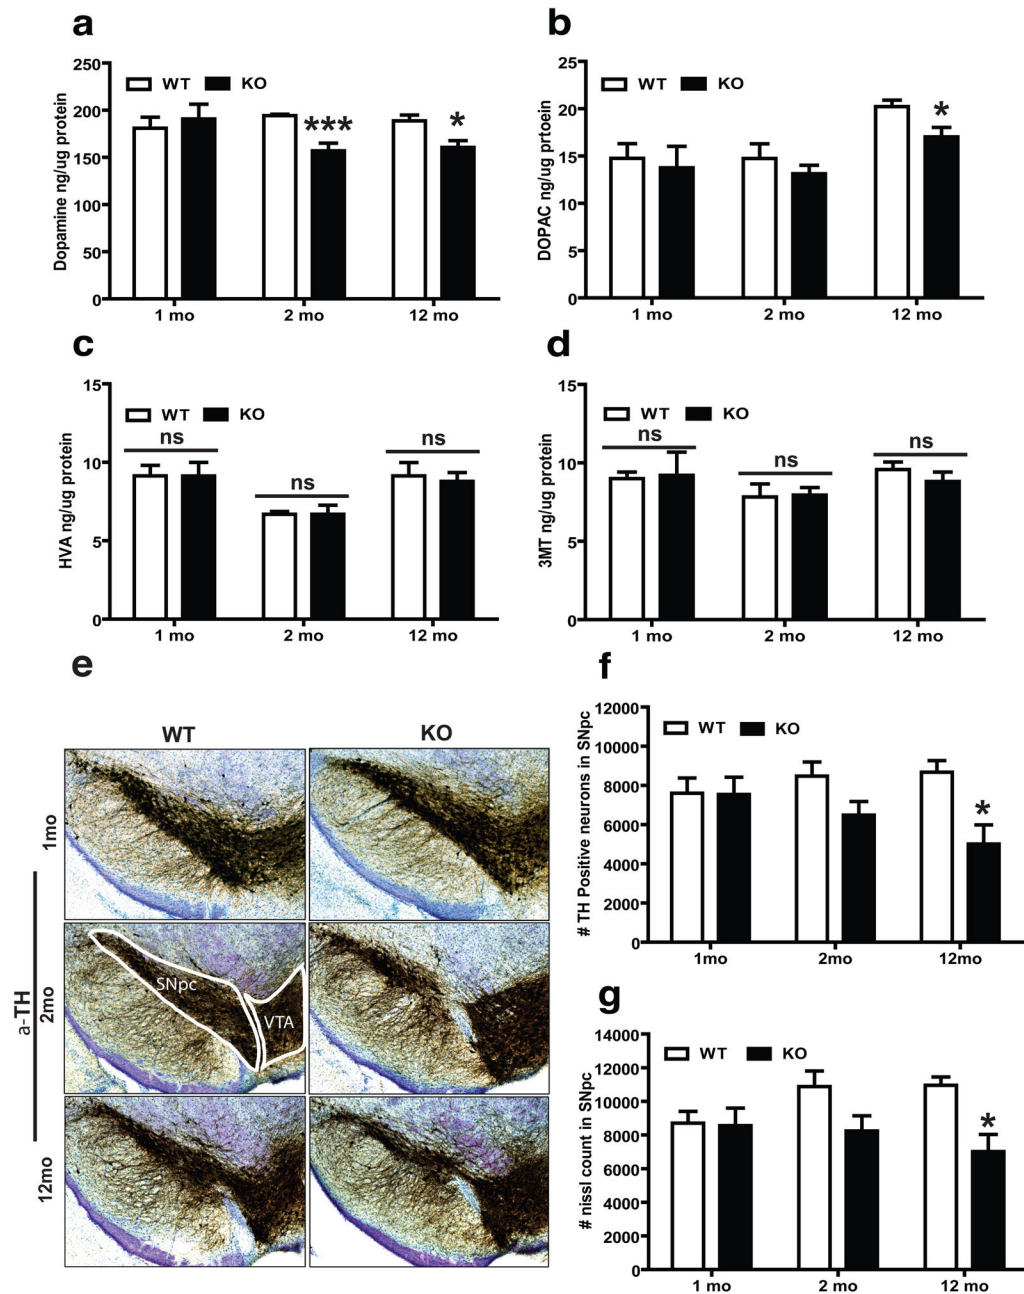 a
Dopamine ng/ug protein
250
200
150
100
50
0
WT KO
***
*
1 mo 2 mo 12 mo
b
DOPAC ng/ug prtoein
25
20
15
10
5
0
WT KO
*
1 mo 2 mo 12 mo
c
HVA ng/ug protein
15
10
5
0
WT KO
ns
ns
ns
1 mo 2 mo 12 mo
d
3MT ng/ug protein
15
10
5
0
WT KO
ns
ns
ns
1 mo 2 mo 12 mo
e
WT KO
a-TH
1mo
2mo
12mo
SNpc
VTA
f
# TH Positive neurons in SNpc
12000
10000
8000
6000
4000
2000
0
WT KO
*
1mo 2mo 12mo
g
# nissl count in SNpc
14000
12000
10000
8000
6000
4000
2000
0
WT KO
*
1 mo 2 mo 12 mo